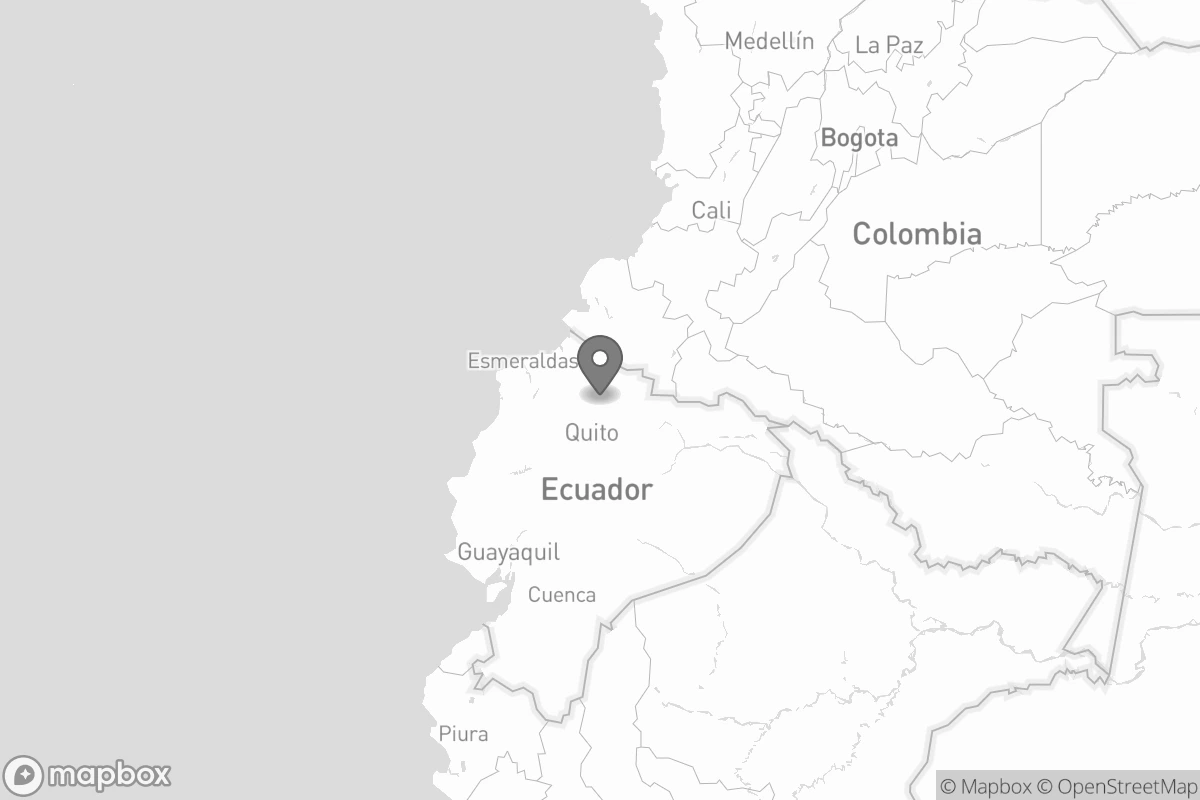 Medellín
La Paz
Bogota
Cali
Colombia
Esmeraldas
Quito
Ecuador
Guayaquil
Cuenca
Piura
mapbox
© Mapbox © OpenStreetMap